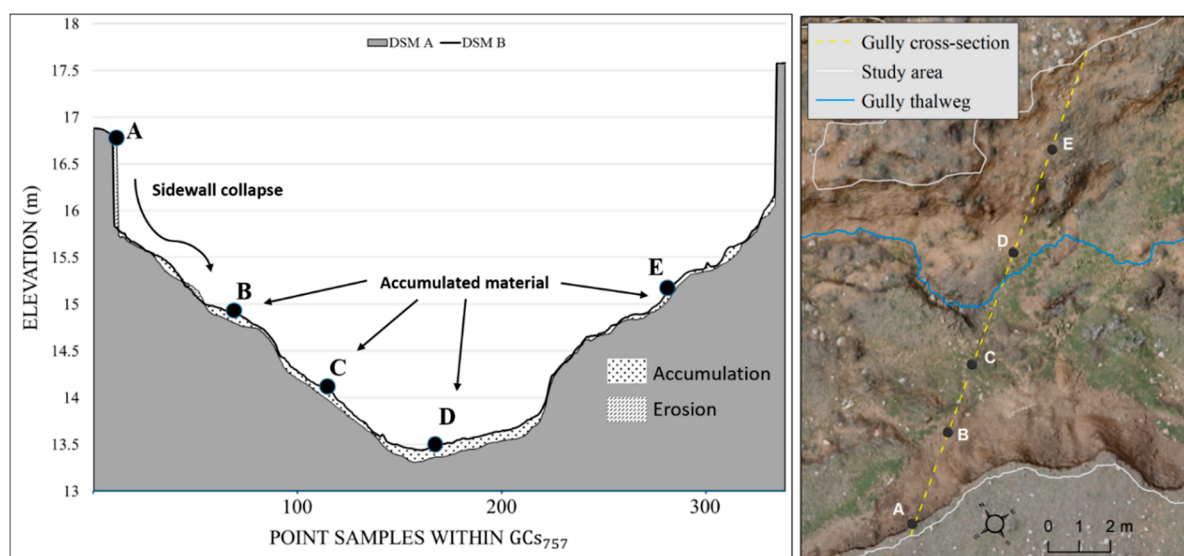 18
17.5
17
16.5
16
15.5
15
14.5
14
13.5
13
ELEVATION (m)
DSM A
DSM B
A
Sidewall collapse
B
Accumulated material
E
C
D
Accumulation
Erosion
100
200
300
POINT SAMPLES WITHIN GCs757
Gully cross-section
Study area
Gully thalweg
E
D
C
B
A
0 1 2 m